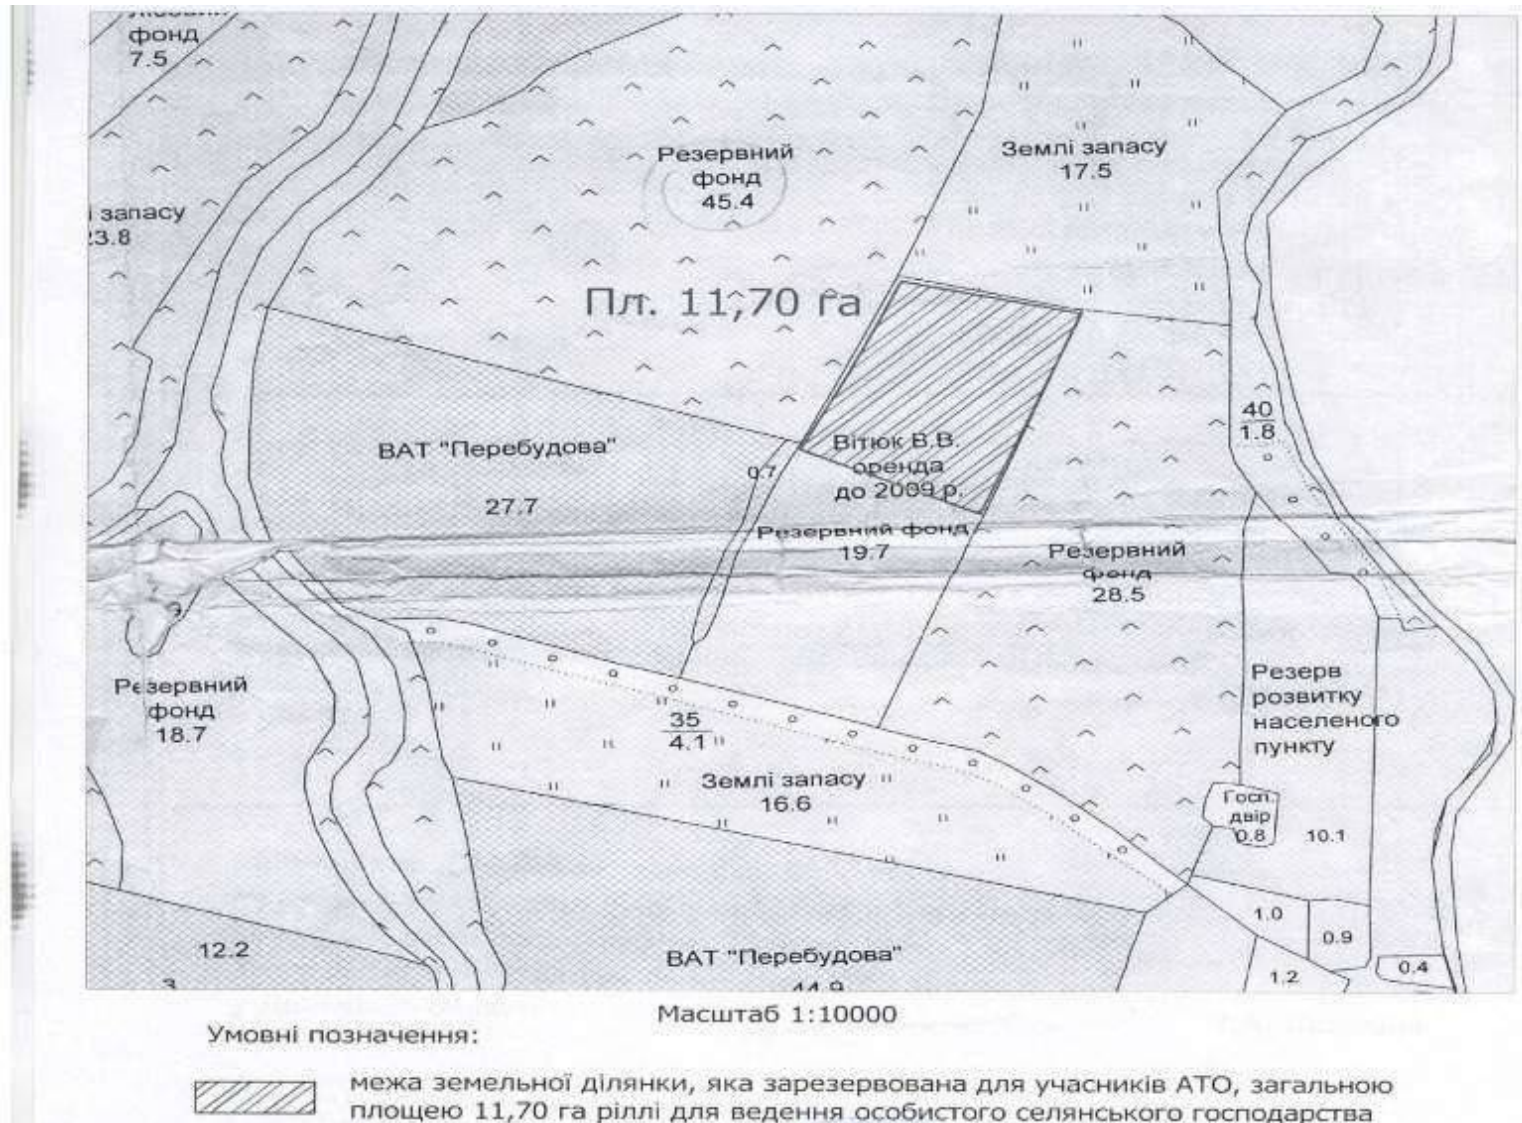 фонд
7.5
Резервний
фонд
45.4
Землі запасу
17.5
і запасу
23.8
Пл. 11,70 га
ВАТ "Перебудова"
27.7
0.7
Вітюк В.В.
оренда
до 2009 р.
Резервний фонд
19.7
40
1.8
Резервний
фонд
28.5
Резервний
фонд
18.7
35
4.1
Землі запасу
16.6
Резерв
розвитку
населеного
пункту
Госп.
двір
0.8
10.1
1.0
0.9
1.2
0.4
12.2
ВАТ "Перебудова"
44.9
Масштаб 1:10000
Умовні позначення:
межа земельної ділянки, яка зарезервована для учасників АТО, загальною
площею 11,70 га ріллі для ведення особистого селянського господарства